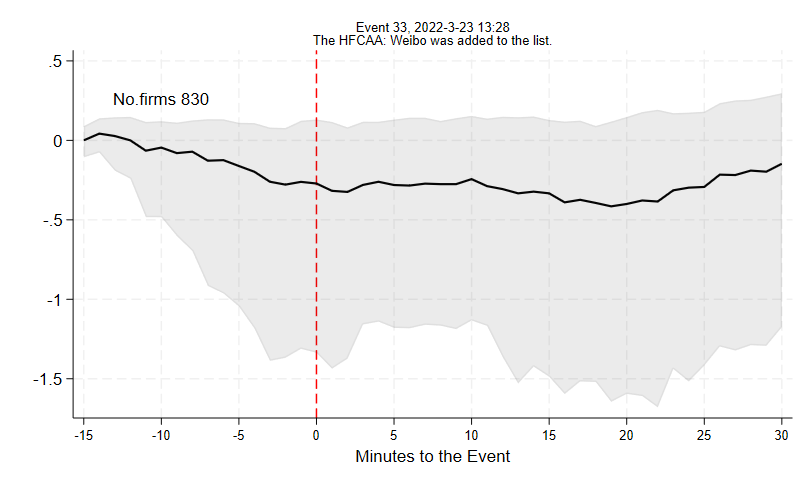 Event 33, 2022-3-23 13:28
The HFCAA: Weibo was added to the list.
.5
No.firms 830
0
-.5
-1
-1.5
-15 -10 -5 0 5 10 15 20 25 30
Minutes to the Event